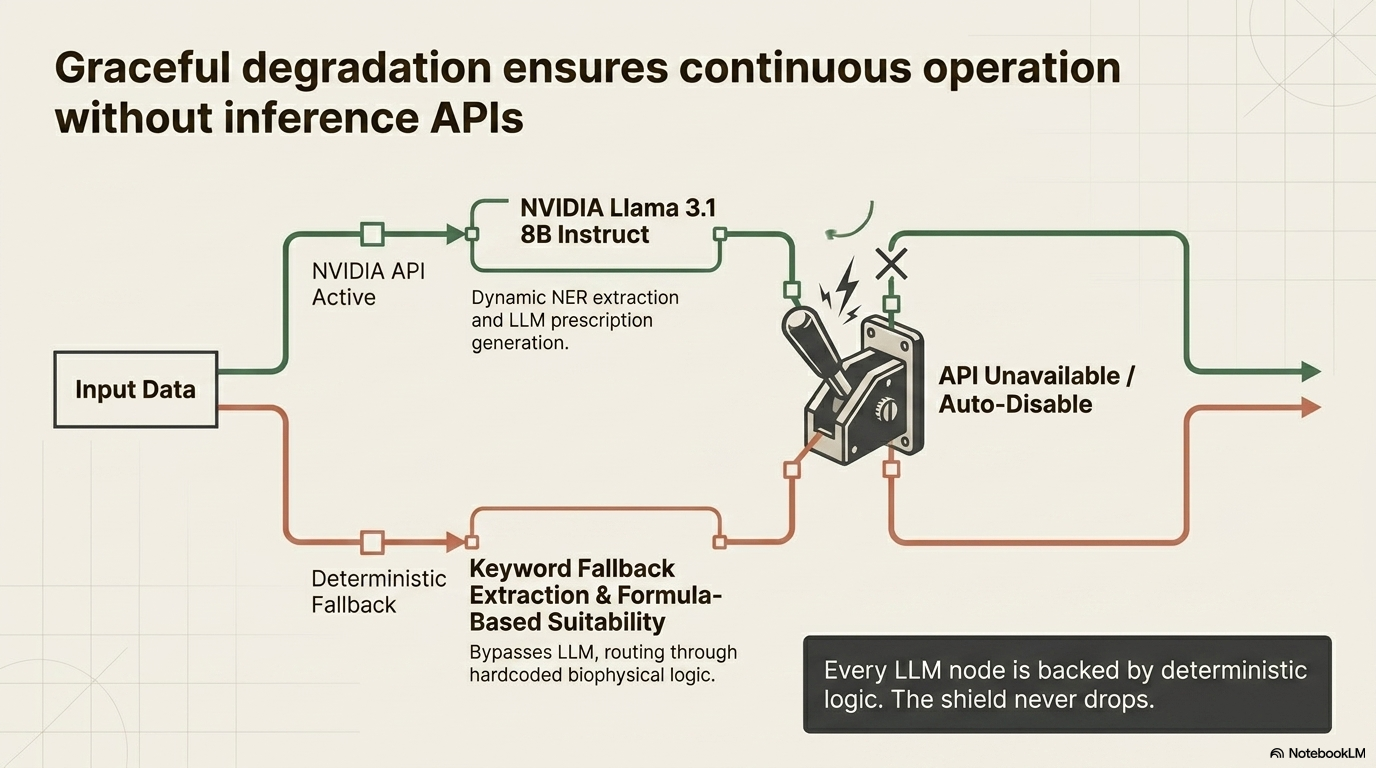 Graceful degradation ensures continuous operation
without inference APIs
NVIDIA Llama 3.1
8B Instruct
NVIDIA API
Active
Dynamic NER extraction
and LLM prescription
generation.
Input Data
API Unavailable /
Auto-Disable
Deterministic
Fallback
Keyword Fallback
Extraction & Formula-
Based Suitability
Bypasses LLM, routing through
hardcoded biophysical logic.
Every LLM node is backed by deterministic
logic. The shield never drops.
NotebookLM